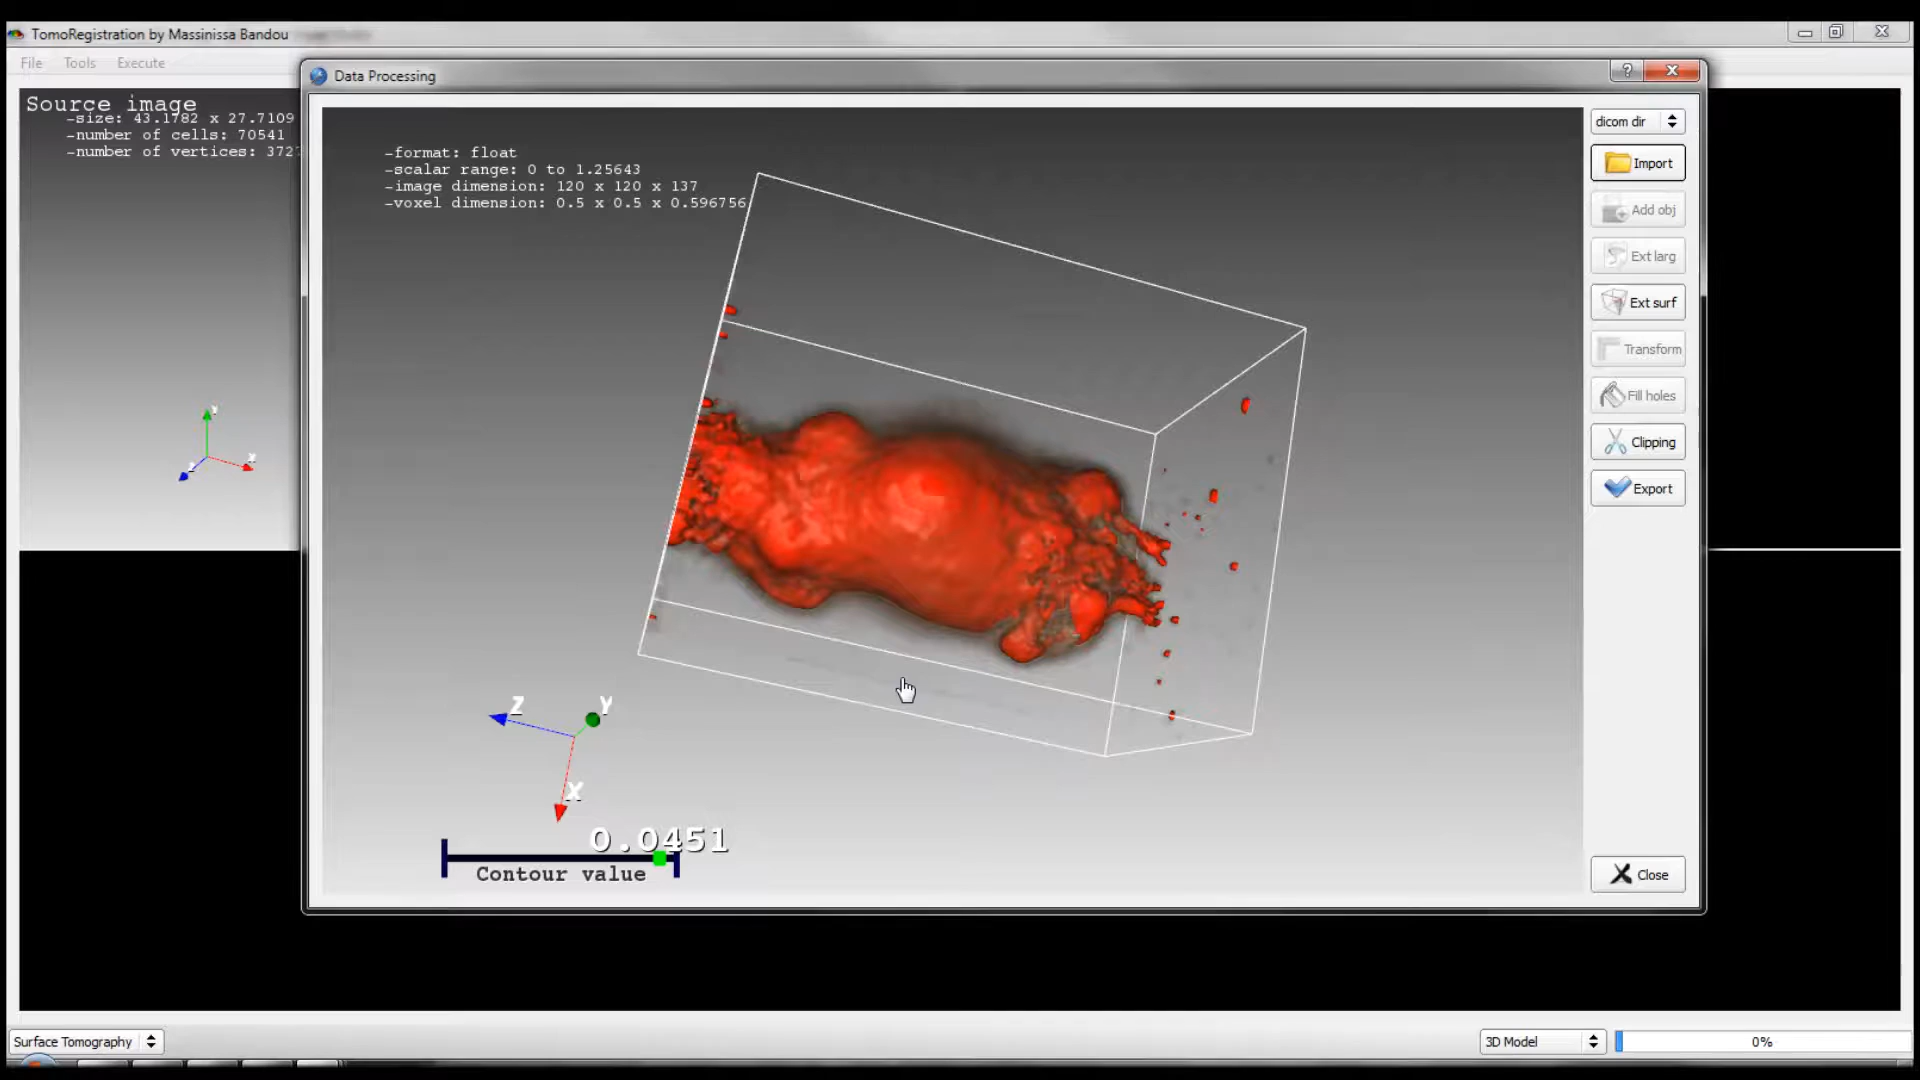 TomoRegistration by Massinissa Bandou
File Tools Execute
Data Processing
Source image
-size: 43.1782 x 27.7109
-number of cells: 70541
-number of vertices: 372
-format: float
-scalar range: 0 to 1.25643
-image dimension: 120 x 120 x 137
-voxel dimension: 0.5 x 0.5 x 0.596756
dicom dir
Import
Add obj
Ext larg
Ext surf
Transform
Fill holes
Clipping
Export
Close
Y
X
Z
Z
Y
X
0.0451
Contour value
Surface Tomography
3D Model
0%